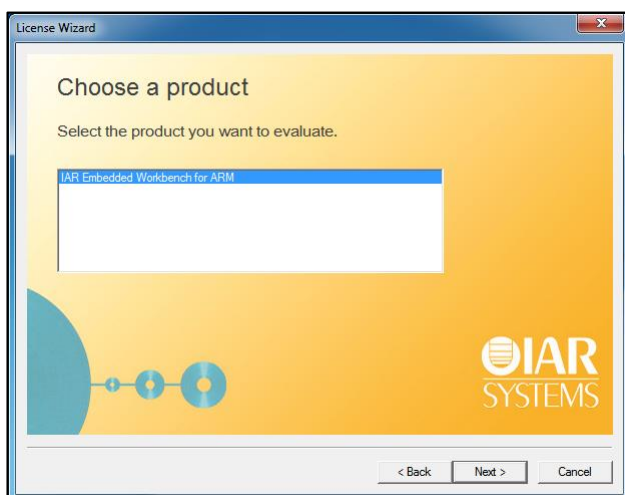 License Wizard
Choose a product
Select the product you want to evaluate.
IAR Embedded Workbench for ARM
IAR
SYSTEMS
< Back
Next >
Cancel